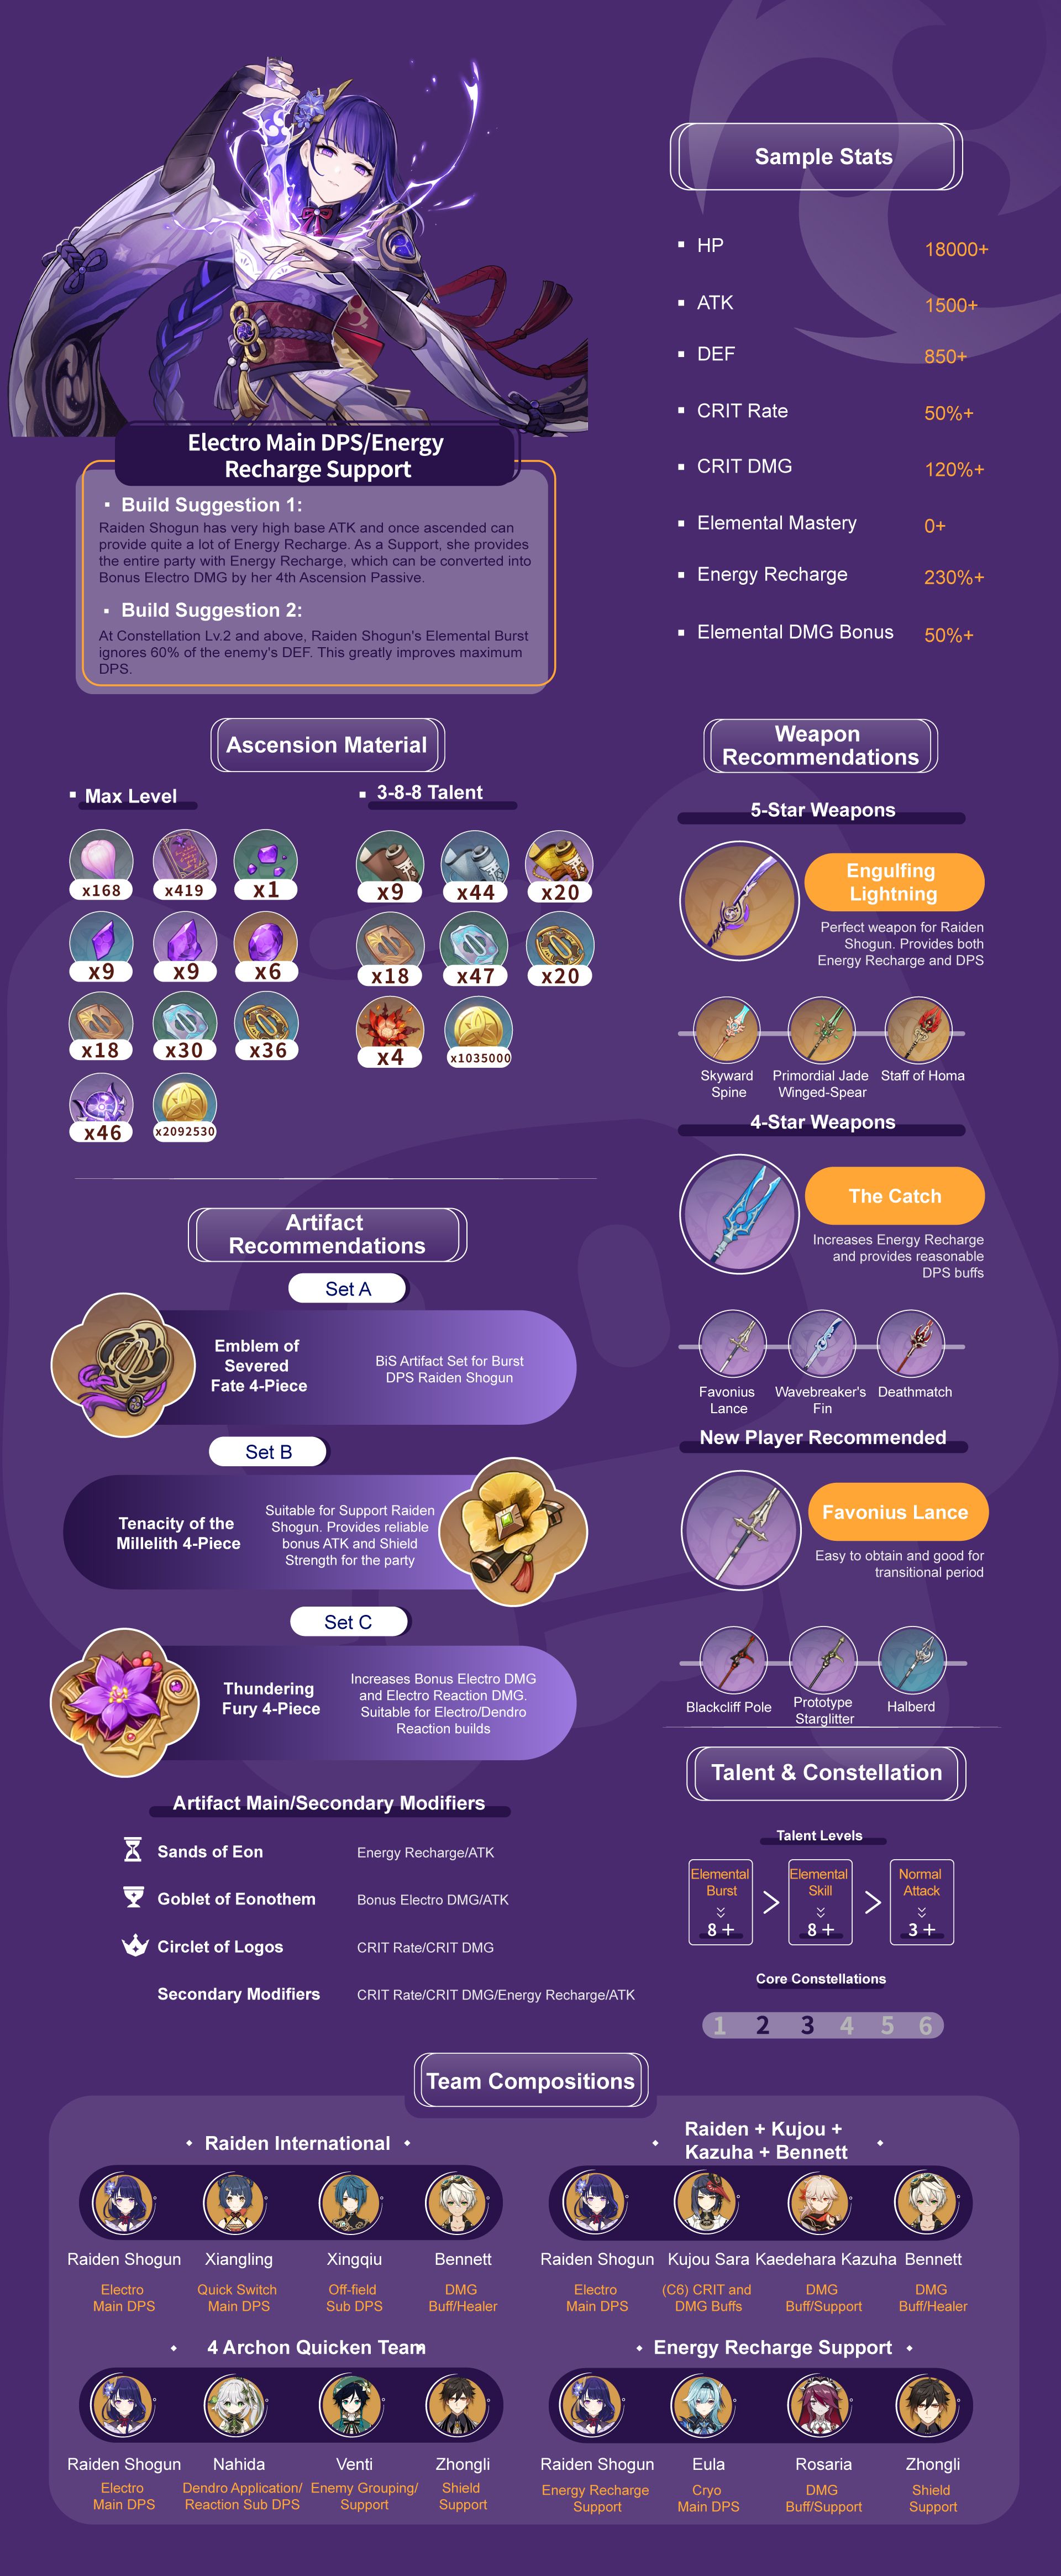 Sample Stats
HP
18000+
ATK
1500+
DEF
850+
CRIT Rate
50%+
CRIT DMG
120%+
Elemental Mastery
0+
Energy Recharge
230%+
Elemental DMG Bonus
50%+
Electro Main DPS/Energy
Recharge Support
Build Suggestion 1:
Raiden Shogun has very high base ATK and once ascended can
provide quite a lot of Energy Recharge. As a Support, she provides
the entire party with Energy Recharge, which can be converted into
Bonus Electro DMG by her 4th Ascension Passive.
Build Suggestion 2:
At Constellation Lv.2 and above, Raiden Shogun's Elemental Burst
ignores 60% of the enemy's DEF. This greatly improves maximum
DPS.
Ascension Material
Max Level
x168 x419 x1
x9 x9 x6
x18 x30 x36
x46 x2092530
3-8-8 Talent
x9 x44 x20
x18 x47 x20
x4 x1035000
Weapon
Recommendations
5-Star Weapons
Engulfing
Lightning
Perfect weapon for Raiden
Shogun. Provides both
Energy Recharge and DPS
Skyward
Spine
Primordial Jade
Winged-Spear
Staff of Homa
4-Star Weapons
The Catch
Increases Energy Recharge
and provides reasonable
DPS buffs
Favonius
Lance
Wavebreaker's
Fin
Deathmatch
New Player Recommended
Favonius Lance
Easy to obtain and good for
transitional period
Blackcliff Pole
Prototype
Starglitter
Halberd
Artifact
Recommendations
Set A
Emblem of
Severed
Fate 4-Piece
BiS Artifact Set for Burst
DPS Raiden Shogun
Set B
Tenacity of the
Millelith 4-Piece
Suitable for Support Raiden
Shogun. Provides reliable
bonus ATK and Shield
Strength for the party
Set C
Thundering
Fury 4-Piece
Increases Bonus Electro DMG
and Electro Reaction DMG.
Suitable for Electro/Dendro
Reaction builds
Artifact Main/Secondary Modifiers
Sands of Eon
Energy Recharge/ATK
Goblet of Eonothem
Bonus Electro DMG/ATK
Circlet of Logos
CRIT Rate/CRIT DMG
Secondary Modifiers
CRIT Rate/CRIT DMG/Energy Recharge/ATK
Talent & Constellation
Talent Levels
Elemental
Burst
8 +
>
Elemental
Skill
8 +
>
Normal
Attack
3 +
Core Constellations
1 2 3 4 5 6
Team Compositions
Raiden International
Raiden Shogun Xiangling Xingqiu Bennett
Electro
Main DPS
Quick Switch
Main DPS
Off-field
Sub DPS
DMG
Buff/Healer
Raiden + Kujou +
Kazuha + Bennett
Raiden Shogun Kujou Sara Kaedehara Kazuha Bennett
Electro
Main DPS
(C6) CRIT and
DMG Buffs
DMG
Buff/Support
DMG
Buff/Healer
4 Archon Quicken Team
Raiden Shogun Nahida Venti Zhongli
Electro
Main DPS
Dendro Application/
Reaction Sub DPS
Enemy Grouping/
Support
Shield
Support
Energy Recharge Support
Raiden Shogun Eula Rosaria Zhongli
Energy Recharge
Support
Cryo
Main DPS
DMG
Buff/Support
Shield
Support